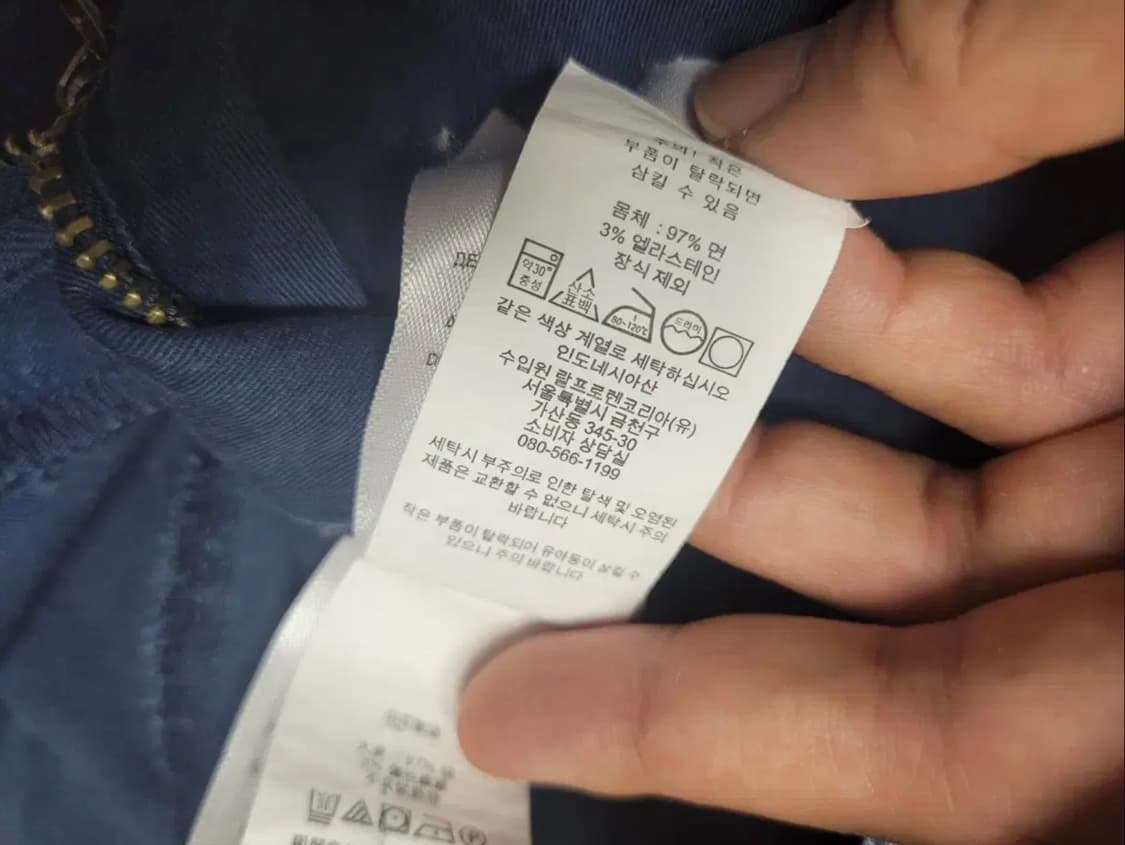 부품이 탈락되면
삼킬 수 있음
몸체 : 97% 면
3% 엘라스테인
장식 제외
약30°
중성
산소
표백
80~120℃
드라이
같은 색상 계열로 세탁하십시오
인도네시아산
수입원 랄프로렌코리아(유)
서울특별시 금천구
가산동 345-30
소비자 상담실
080-566-1199
세탁시 부주의로 인한 탈색 및 오염된
제품은 교환할 수 없으니 세탁시 주의
바랍니다
작은 부품이 탈락되어 유아동이 삼킬 수
있으니 주의 바랍니다